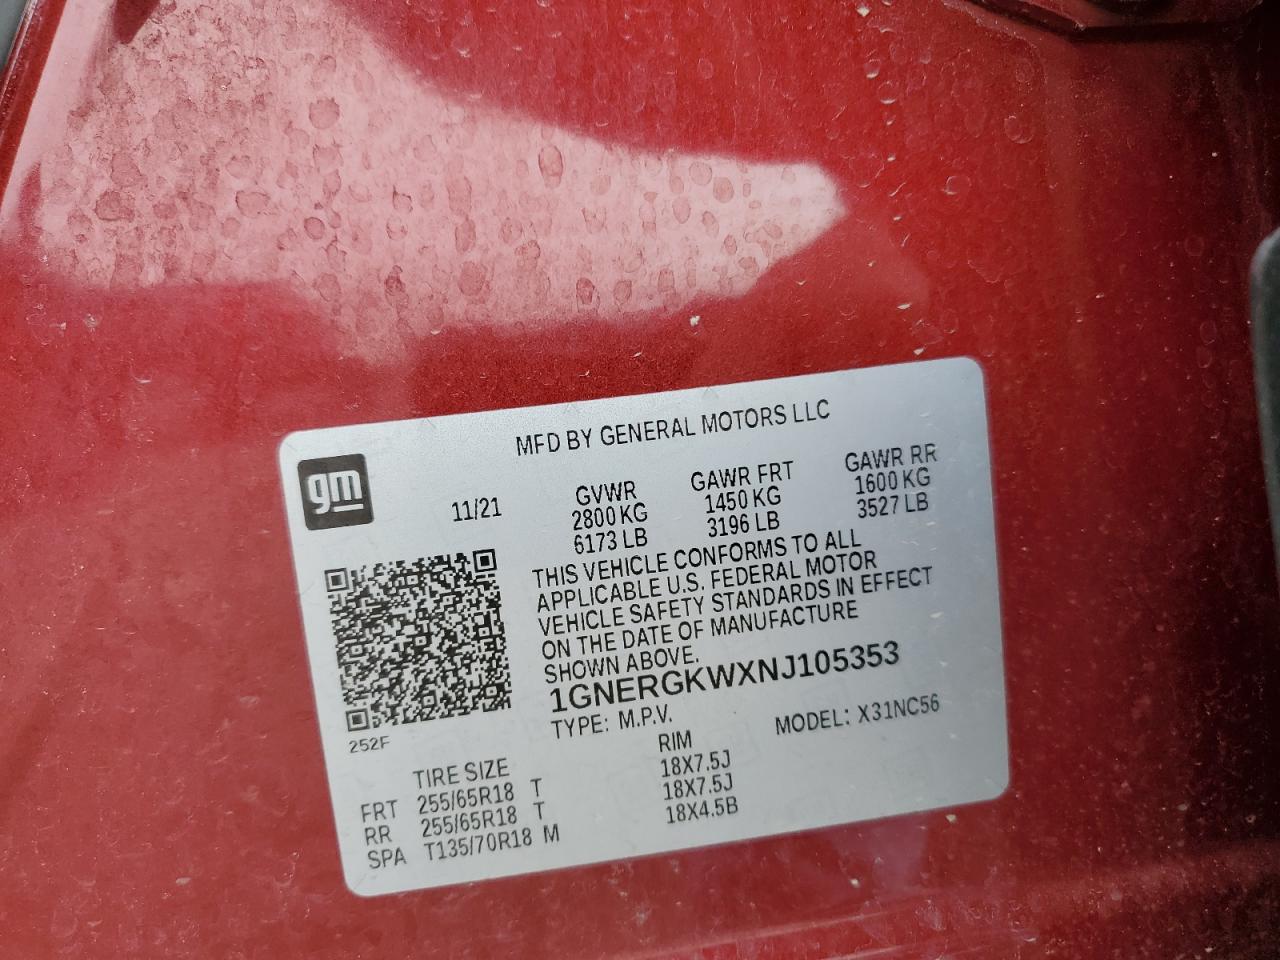 MFD BY GENERAL MOTORS LLC
gm
11/21
GVWR GAWR FRT GAWR RR
2800 KG 1450 KG 1600 KG
6173 LB 3196 LB 3527 LB
THIS VEHICLE CONFORMS TO ALL
APPLICABLE U.S. FEDERAL MOTOR
VEHICLE SAFETY STANDARDS IN EFFECT
ON THE DATE OF MANUFACTURE
SHOWN ABOVE.
1GNERGKWXNJ105353
TYPE: M.P.V. MODEL: X31NC56
252F
TIRE SIZE RIM
FRT 255/65R18 T 18X7.5J
RR 255/65R18 T 18X7.5J
SPA T135/70R18 M 18X4.5B